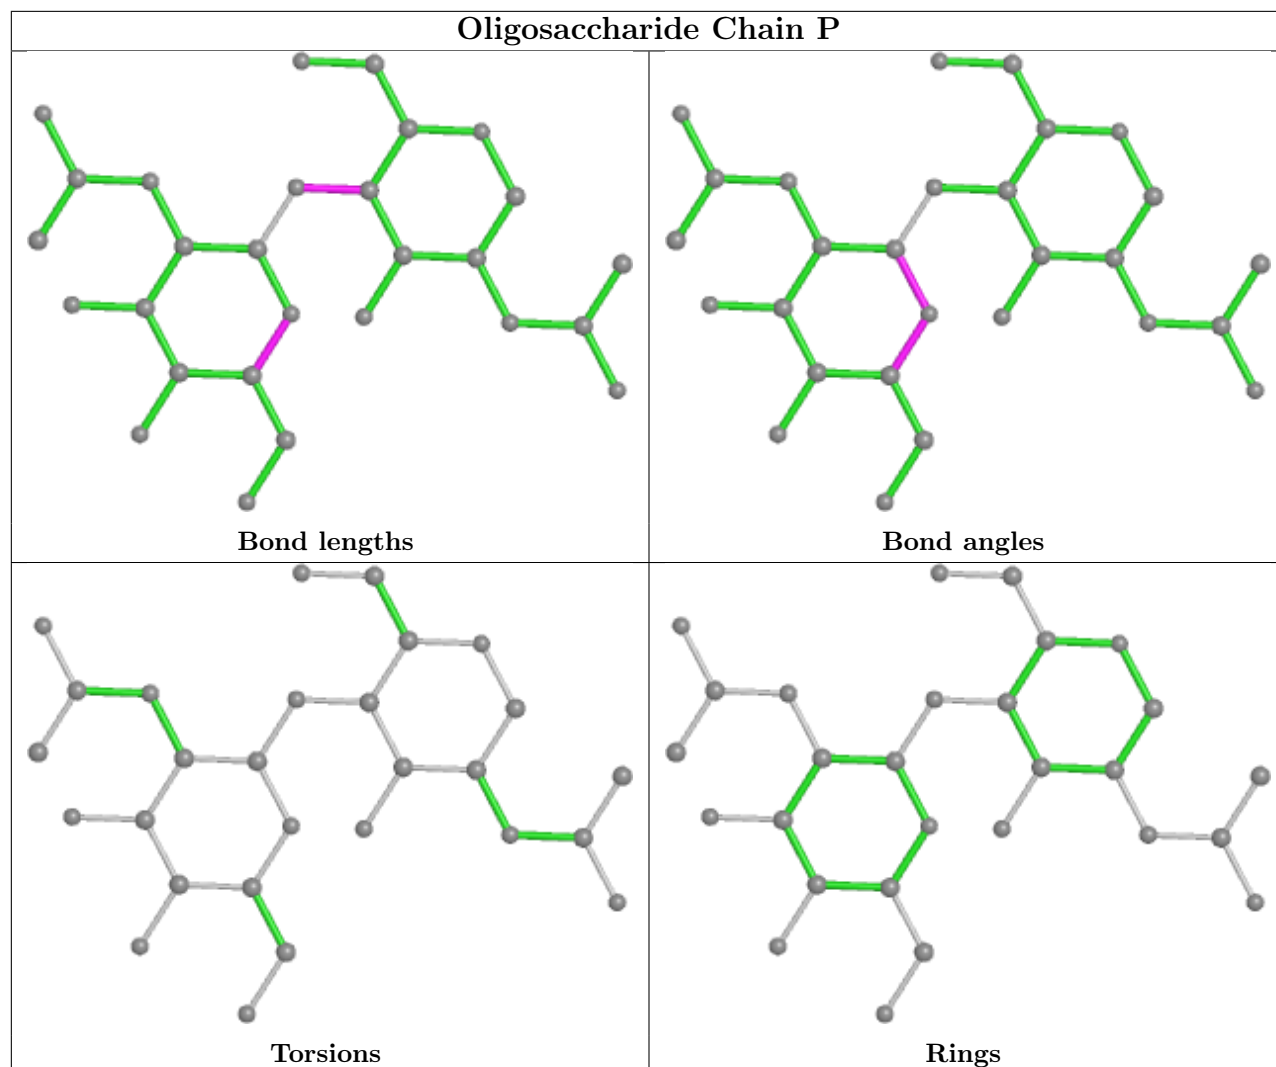 Oligosaccharide Chain P
Bond lengths
Bond angles
Torsions
Rings